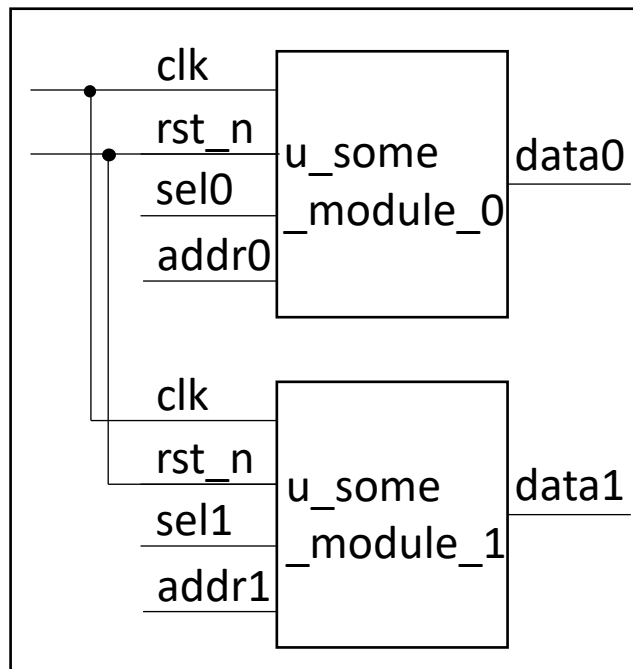 clk
rst_n
u_some
data0
sel0
_module_0
addr0
clk
rst_n
u_some
data1
sel1
_module_1
addr1